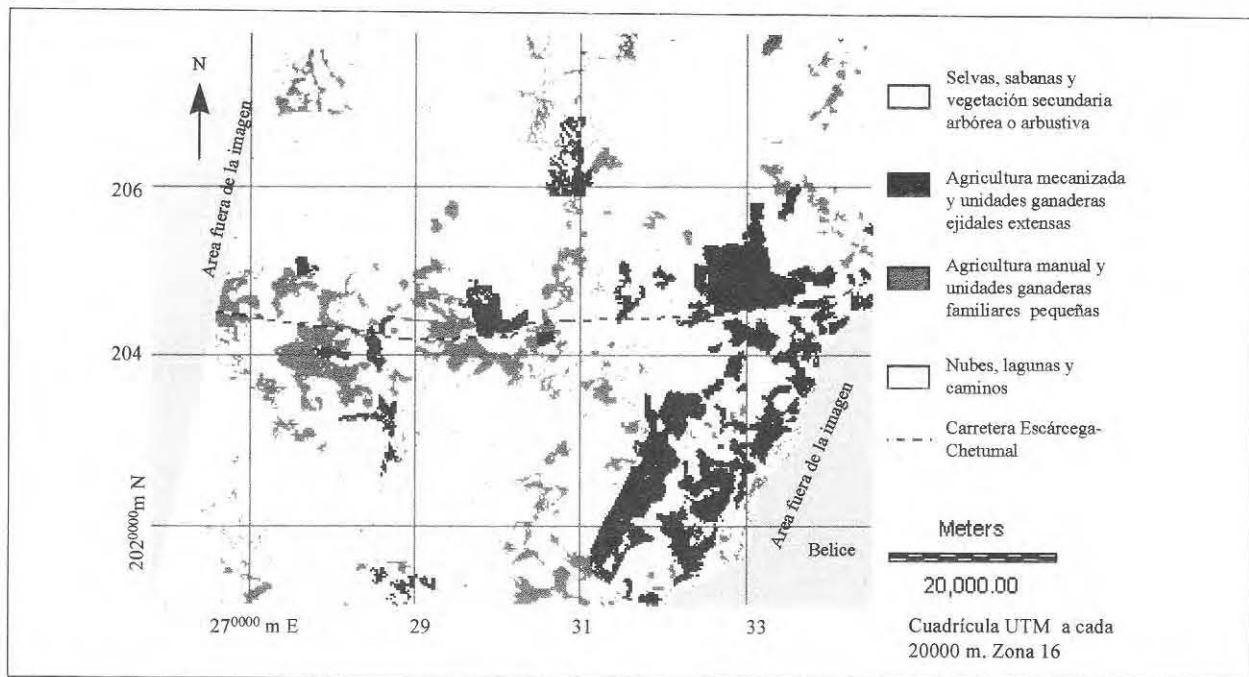 N
Area fuera de la imagen
206
204
202⁰⁰⁰⁰m N
27⁰⁰⁰⁰ m E
29
31
33
Area fuera de la imagen
Belice
Selvas, sabanas y
vegetación secundaria
arbórea o arbustiva
Agricultura mecanizada
y unidades ganaderas
ejidales extensas
Agricultura manual y
unidades ganaderas
familiares pequeñas
Nubes, lagunas y
caminos
Carretera Escárcega-
Chetumal
Meters
20,000.00
Cuadrícula UTM a cada
20000 m. Zona 16